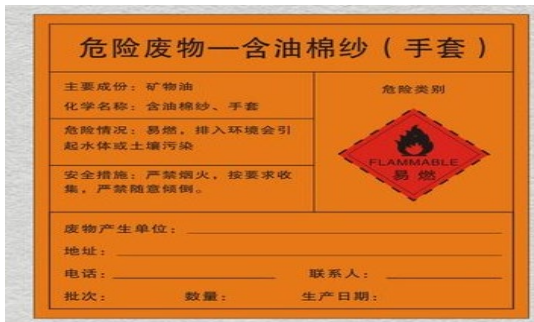 危险废物—含油棉纱（手套）
主要成份：矿物油
化学名称：含油棉纱、手套
危险类别
危险情况：易燃，排入环境会引
起水体或土壤污染
FLAMMABLE
易燃
安全措施：严禁烟火，按要求收
集，严禁随意倾倒。
废物产生单位：
地址：
电话： 联系人：
批次： 数量： 生产日期：